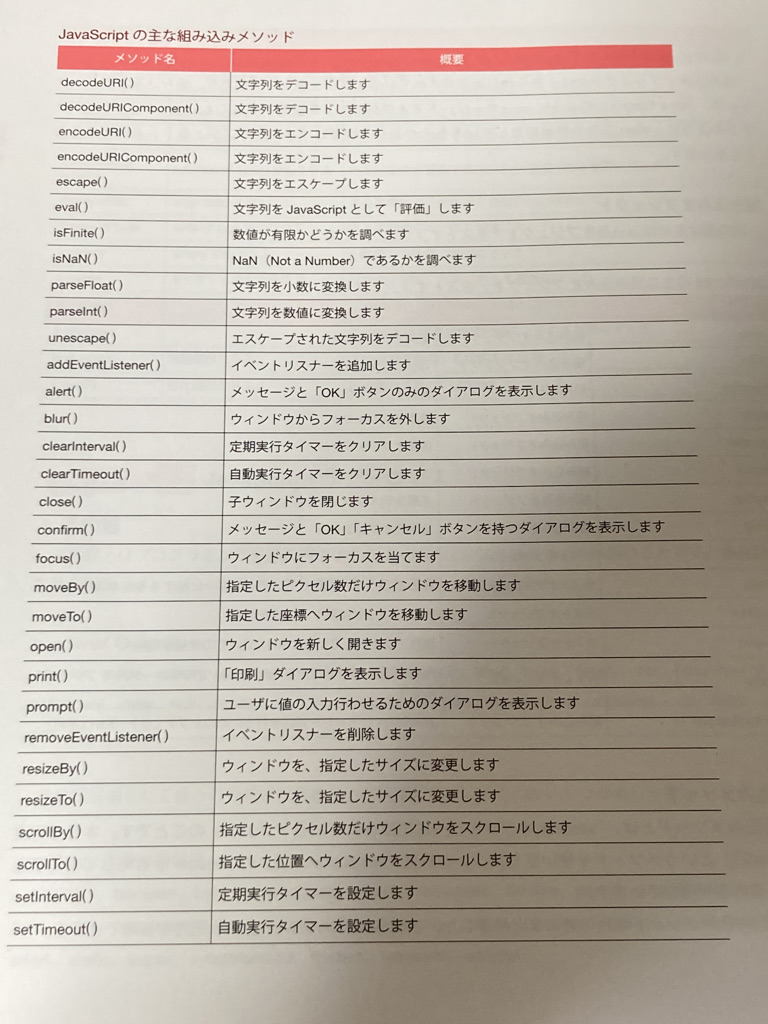 JavaScript の主な組み込みメソッド
メソッド名 概要
decodeURI( ) 文字列をデコードします
decodeURIComponent( ) 文字列をデコードします
encodeURI( ) 文字列をエンコードします
encodeURIComponent( ) 文字列をエンコードします
escape( ) 文字列をエスケープします
eval( ) 文字列を JavaScript として「評価」します
isFinite( ) 数値が有限かどうかを調べます
isNaN( ) NaN（Not a Number）であるかを調べます
parseFloat( ) 文字列を小数に変換します
parseInt( ) 文字列を数値に変換します
unescape( ) エスケープされた文字列をデコードします
addEventListener( ) イベントリスナーを追加します
alert( ) メッセージと「OK」ボタンのみのダイアログを表示します
blur( ) ウィンドウからフォーカスを外します
clearInterval( ) 定期実行タイマーをクリアします
clearTimeout( ) 自動実行タイマーをクリアします
close( ) 子ウィンドウを閉じます
confirm( ) メッセージと「OK」「キャンセル」ボタンを持つダイアログを表示します
focus( ) ウィンドウにフォーカスを当てます
moveBy( ) 指定したピクセル数だけウィンドウを移動します
moveTo( ) 指定した座標へウィンドウを移動します
open( ) ウィンドウを新しく開きます
print( ) 「印刷」ダイアログを表示します
prompt( ) ユーザに値の入力行わせるためのダイアログを表示します
removeEventListener( ) イベントリスナーを削除します
resizeBy( ) ウィンドウを、指定したサイズに変更します
resizeTo( ) ウィンドウを、指定したサイズに変更します
scrollBy( ) 指定したピクセル数だけウィンドウをスクロールします
scrollTo( ) 指定した位置へウィンドウをスクロールします
setInterval( ) 定期実行タイマーを設定します
setTimeout( ) 自動実行タイマーを設定します